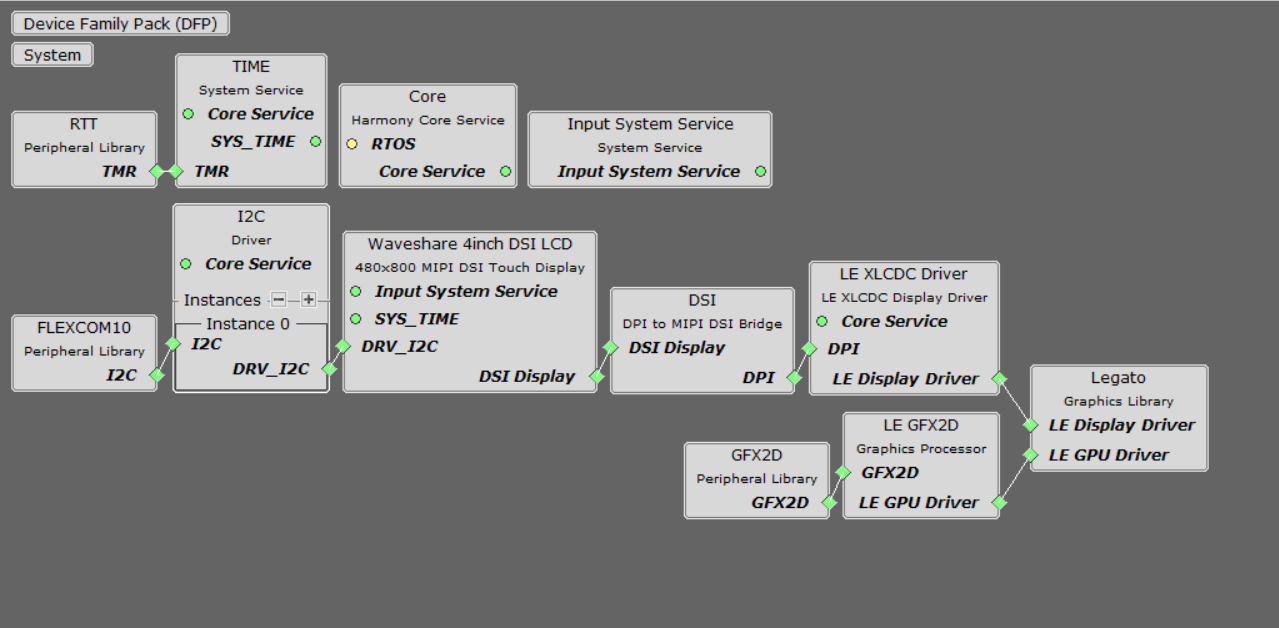 Device Family Pack (DFP)
System
TIME
System Service
Core Service
SYS_TIME
TMR
RTT
Peripheral Library
TMR
Core
Harmony Core Service
RTOS
Core Service
Input System Service
System Service
Input System Service
I2C
Driver
Core Service
Instances
Instance 0
I2C
DRV_I2C
FLEXCOM10
Peripheral Library
I2C
Waveshare 4inch DSI LCD
480x800 MIPI DSI Touch Display
Input System Service
SYS_TIME
DRV_I2C
DSI Display
DSI
DPI to MIPI DSI Bridge
DSI Display
DPI
LE XLCDC Driver
LE XLCDC Display Driver
Core Service
DPI
LE Display Driver
Legato
Graphics Library
LE Display Driver
LE GPU Driver
LE GFX2D
Graphics Processor
GFX2D
LE GPU Driver
GFX2D
Peripheral Library
GFX2D